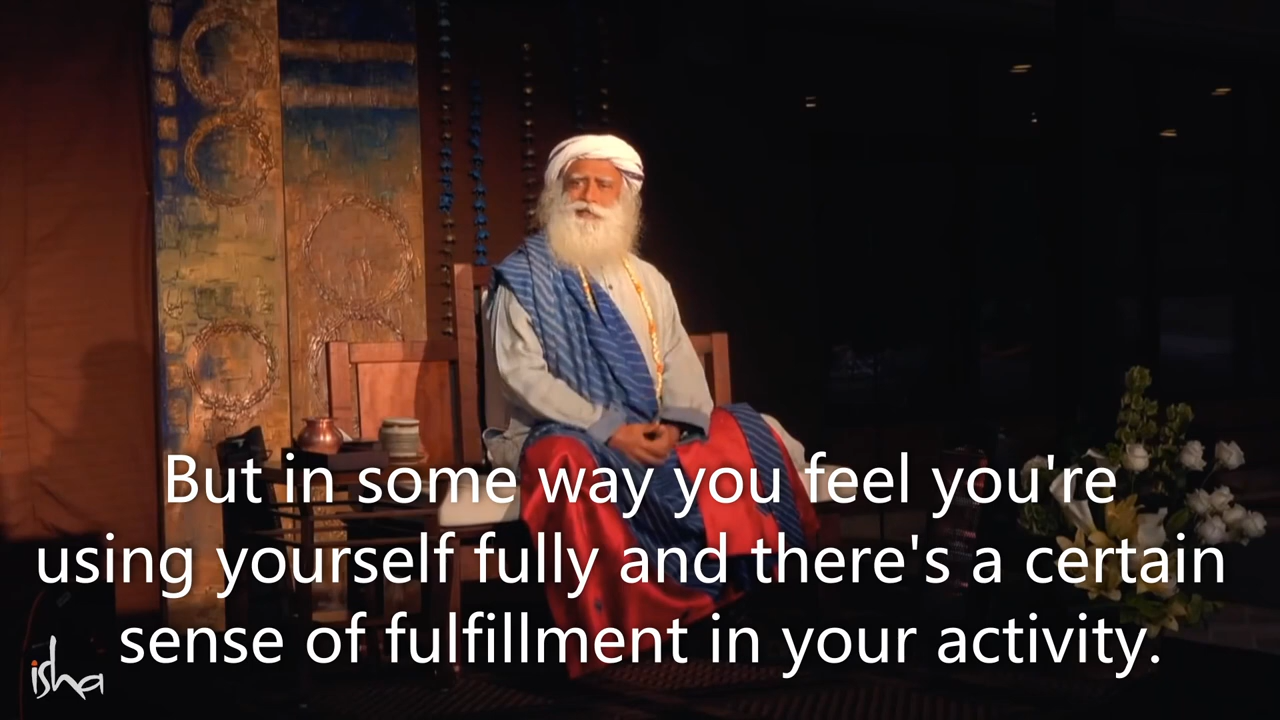 But in some way you feel you're
using yourself fully and there's a certain
sense of fulfillment in your activity.
isha